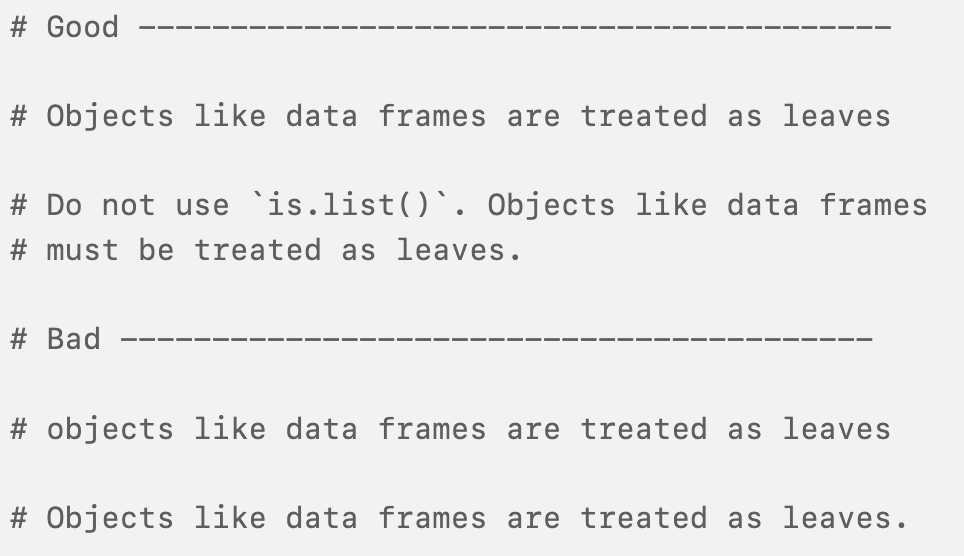 # Good -----------------------------------------
# Objects like data frames are treated as leaves
# Do not use `is.list()`. Objects like data frames
# must be treated as leaves.
# Bad -----------------------------------------
# objects like data frames are treated as leaves
# Objects like data frames are treated as leaves.